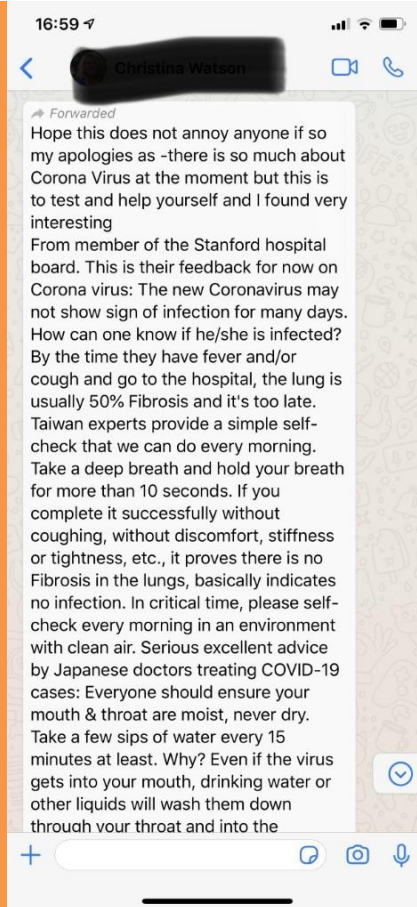 16:59
Christina Watson
Forwarded
Hope this does not annoy anyone if so
my apologies as -there is so much about
Corona Virus at the moment but this is
to test and help yourself and I found very
interesting
From member of the Stanford hospital
board. This is their feedback for now on
Corona virus: The new Coronavirus may
not show sign of infection for many days.
How can one know if he/she is infected?
By the time they have fever and/or
cough and go to the hospital, the lung is
usually 50% Fibrosis and it's too late.
Taiwan experts provide a simple self-
check that we can do every morning.
Take a deep breath and hold your breath
for more than 10 seconds. If you
complete it successfully without
coughing, without discomfort, stiffness
or tightness, etc., it proves there is no
Fibrosis in the lungs, basically indicates
no infection. In critical time, please self-
check every morning in an environment
with clean air. Serious excellent advice
by Japanese doctors treating COVID-19
cases: Everyone should ensure your
mouth & throat are moist, never dry.
Take a few sips of water every 15
minutes at least. Why? Even if the virus
gets into your mouth, drinking water or
other liquids will wash them down
through your throat and into the